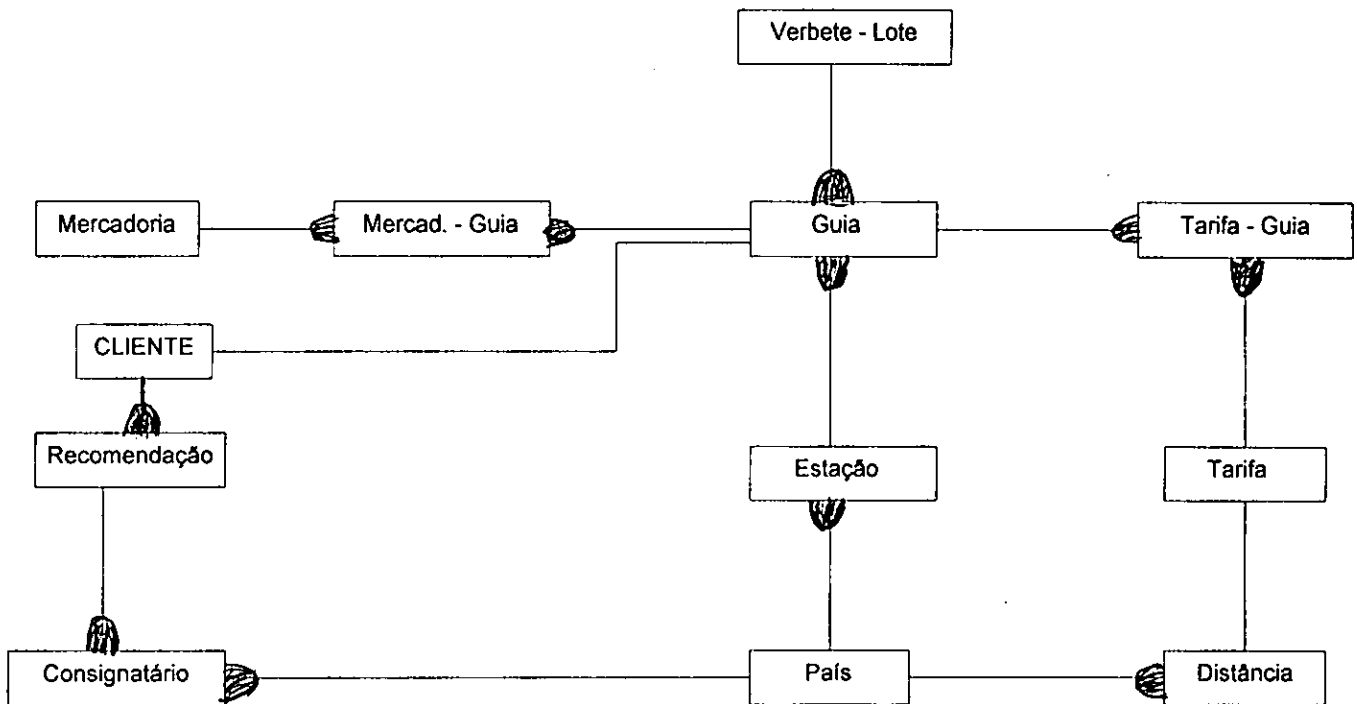 Verbete - Lote
Mercadoria
Mercad. - Guia
Guia
Tarifa - Guia
CLIENTE
Recomendação
Estação
Tarifa
Consignatário
País
Distância